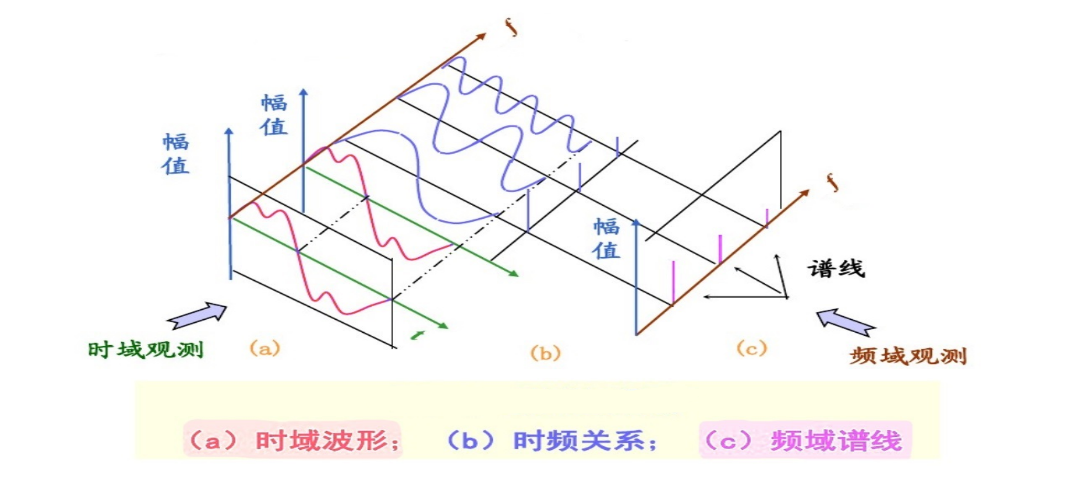 f
幅
值
幅
值
f
幅
值
谱线
t
时域观测
(a)
(b)
(c)
频域观测
(a)时域波形; (b)时频关系; (c)频域谱线